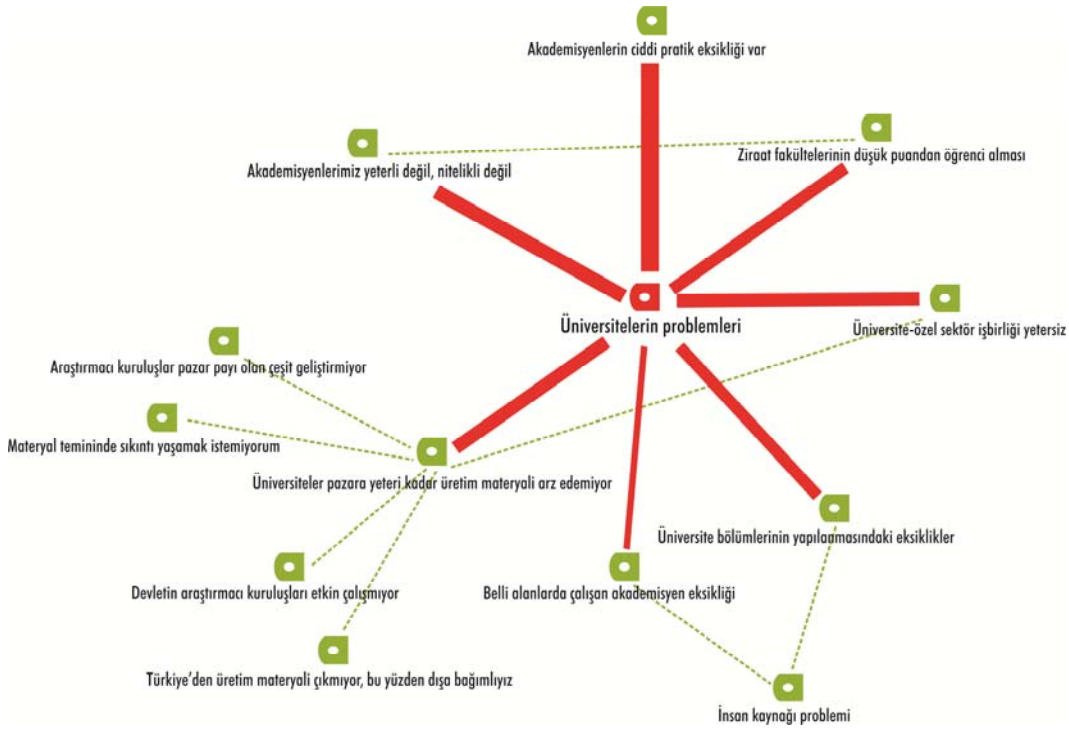 Akademisyenlerin ciddi pratik eksikliği var
Ziraat fakültelerinin düşük puandan öğrenci alması
Akademisyenlerimiz yeterli değil, nitelikli değil
Üniversitelerin problemleri
Üniversite-özel sektör işbirliği yetersiz
Araştırmacı kuruluşlar pazar payı olan çeşit geliştirmiyor
Materyal temininde sıkıntı yaşamak istemiyorum
Üniversiteler pazara yeteri kadar üretim materyali arz edemiyor
Üniversite bölümlerinin yapılanmasındaki eksiklikler
Devletin araştırmacı kuruluşları etkin çalışmıyor
Belli alanlarda çalışan akademisyen eksikliği
Türkiye'den üretim materyali çıkmıyor, bu yüzden dışa bağımlıyız
İnsan kaynağı problemi